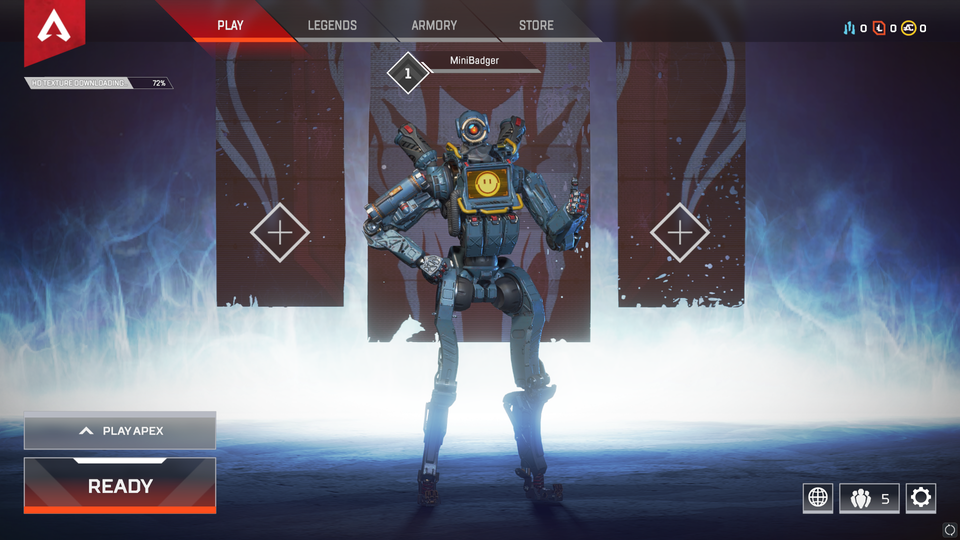 PLAY
LEGENDS
ARMORY
STORE
0 0 0
MiniBadger
1
HD TEXTURE DOWNLOADING 72%
PLAY APEX
READY
5